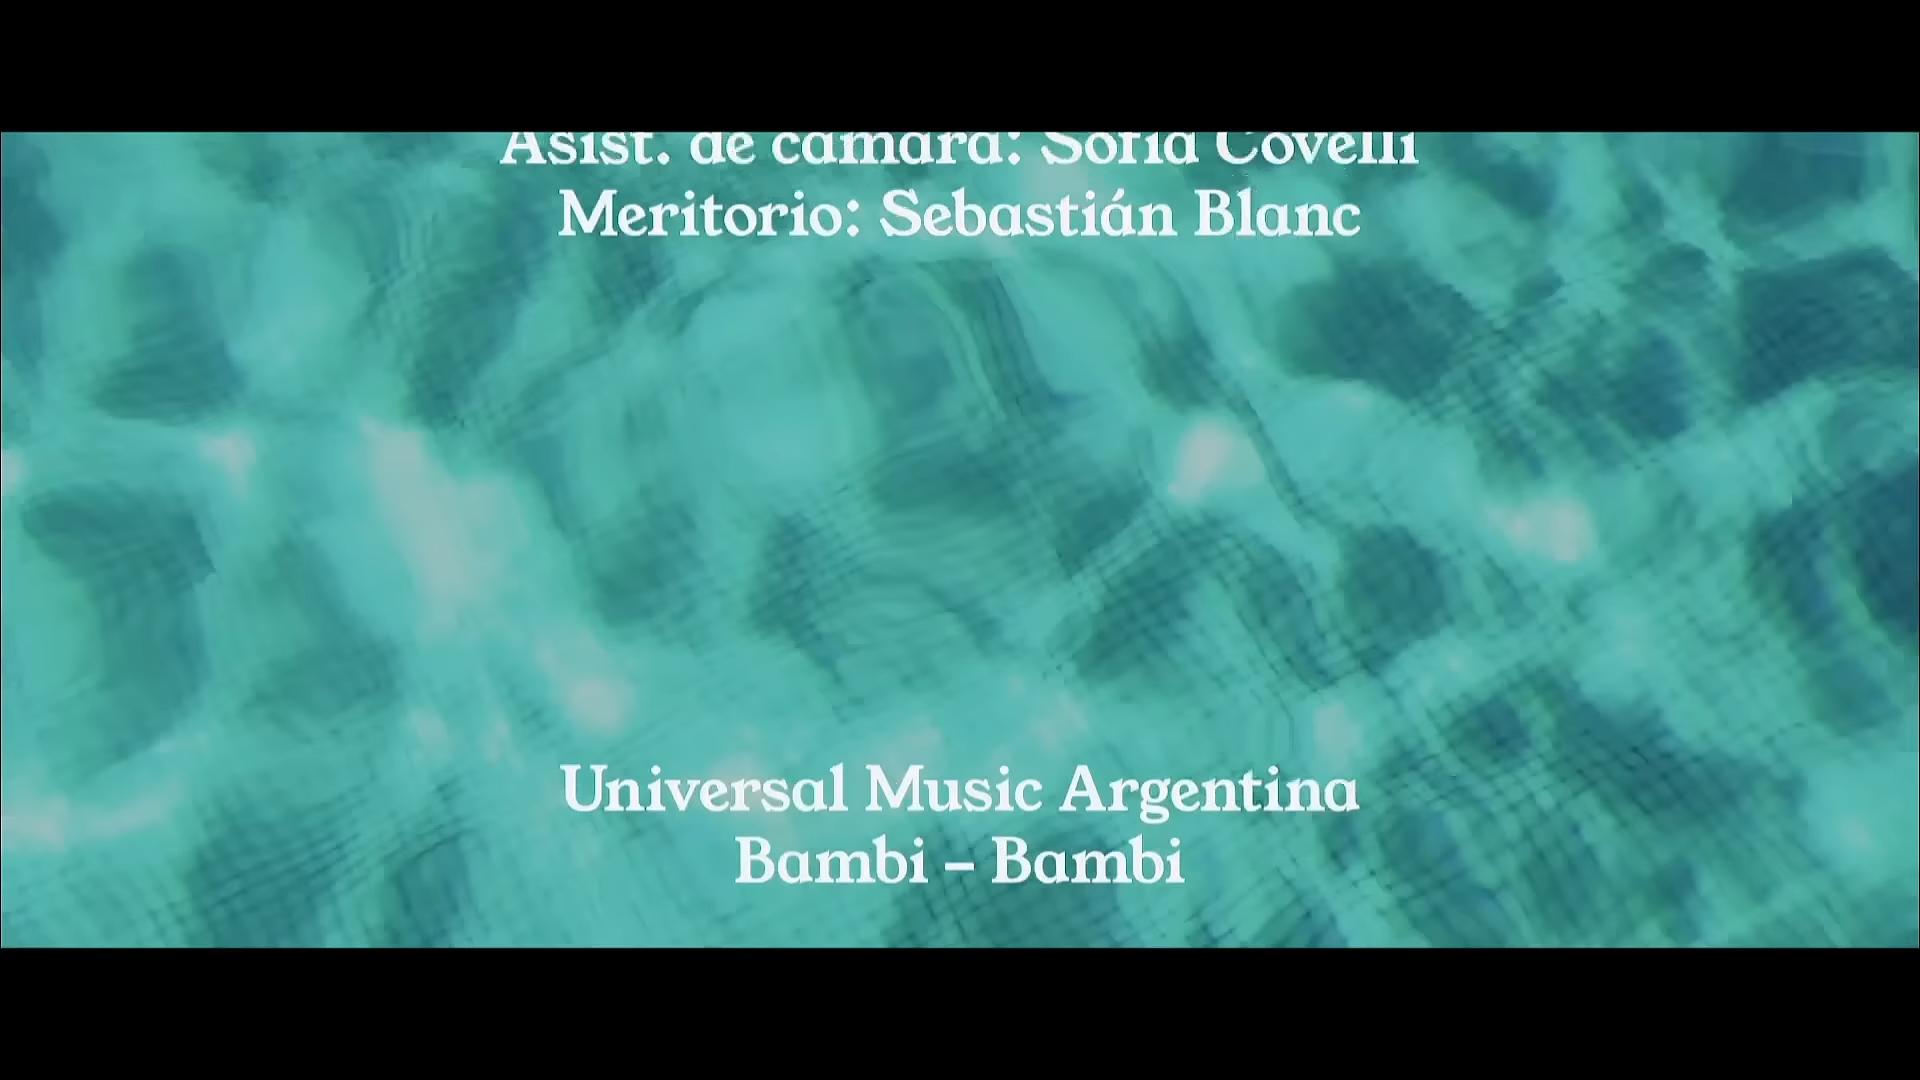 Asist. de cámara: Sofía Covelli
Meritorio: Sebastián Blanc
Universal Music Argentina
Bambi – Bambi